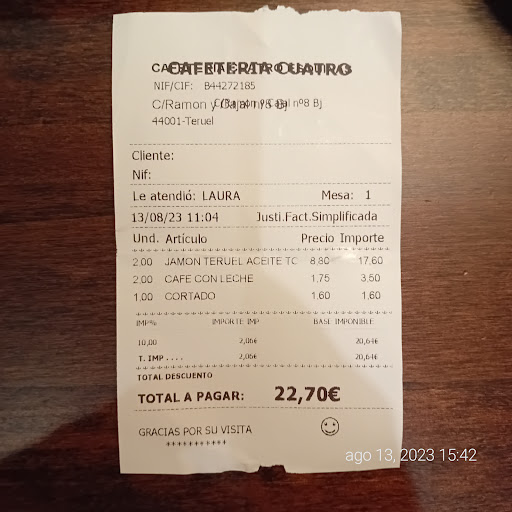 CAFETERIA CUATRO
NIF/CIF: B44272185
C/Ramon y Cajal nº8 Bj
44001-Teruel
Cliente:
Nif:
Le atendió: LAURA Mesa: 1
13/08/23 11:04 Justi.Fact.Simplificada
Und. Artículo Precio Importe
2.00 JAMON TERUEL ACEITE TO 8,80 17,60
2.00 CAFE CON LECHE 1,75 3,50
1.00 CORTADO 1,60 1,60
IMP% IMPORTE IMP BASE IMPONIBLE
10,00 2,06€ 20,64€
T. IMP .... 2,06€ 20,64€
TOTAL DESCUENTO
TOTAL A PAGAR: 22,70€
GRACIAS POR SU VISITA
***********
ago 13, 2023 15:42